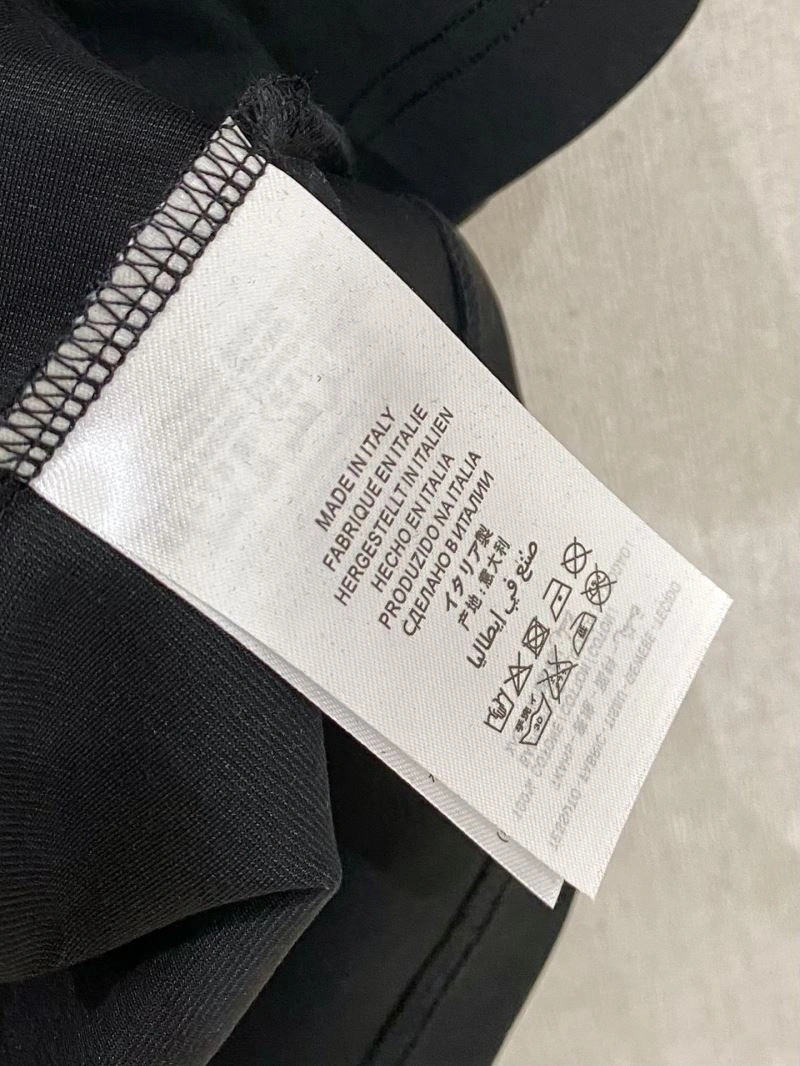 MADE IN ITALY
FABRIQUE EN ITALIE
HERGESTELLT IN ITALIEN
HECHO EN ITALIA
PRODUZIDO NA ITALIA
СДЕЛАНО В ИТАЛИИ
イタリア製
产地:意大利
صنع في إيطاليا